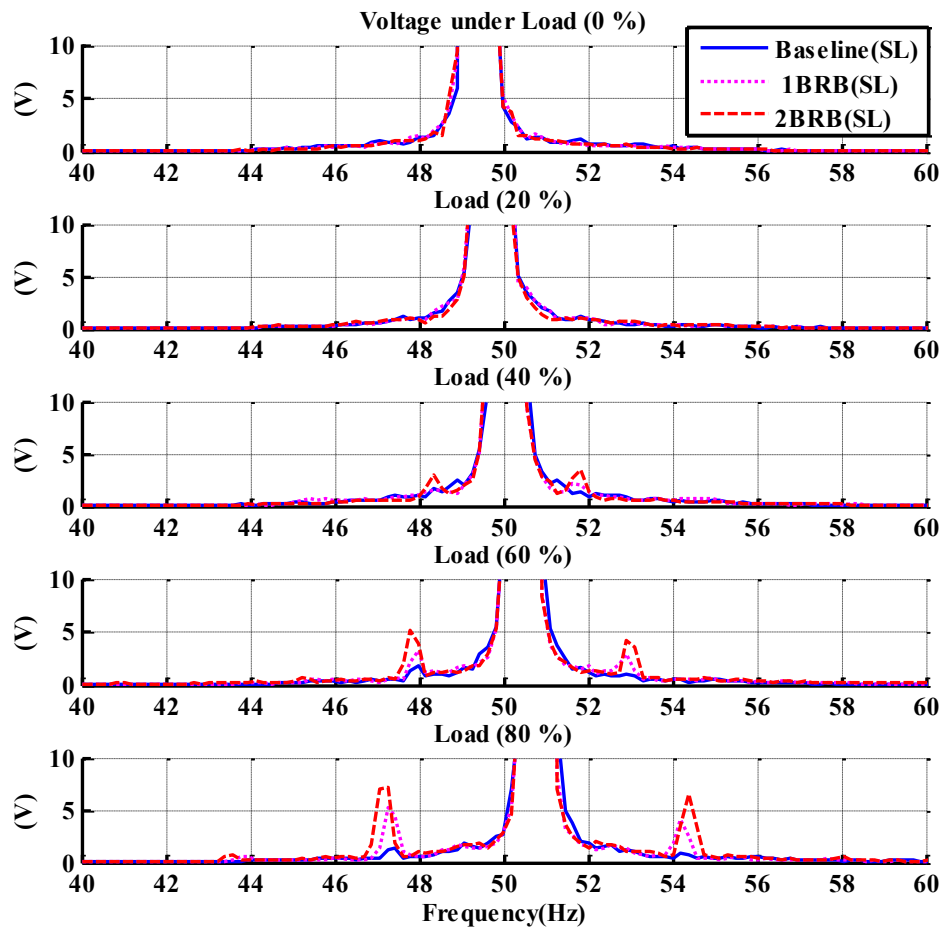 Voltage under Load (0 %)
10
5
0
(V)
Baseline(SL)
1BRB(SL)
2BRB(SL)
40 42 44 46 48 50 52 54 56 58 60
Load (20 %)
10
5
0
(V)
40 42 44 46 48 50 52 54 56 58 60
Load (40 %)
10
5
0
(V)
40 42 44 46 48 50 52 54 56 58 60
Load (60 %)
10
5
0
(V)
40 42 44 46 48 50 52 54 56 58 60
Load (80 %)
10
5
0
(V)
40 42 44 46 48 50 52 54 56 58 60
Frequency(Hz)